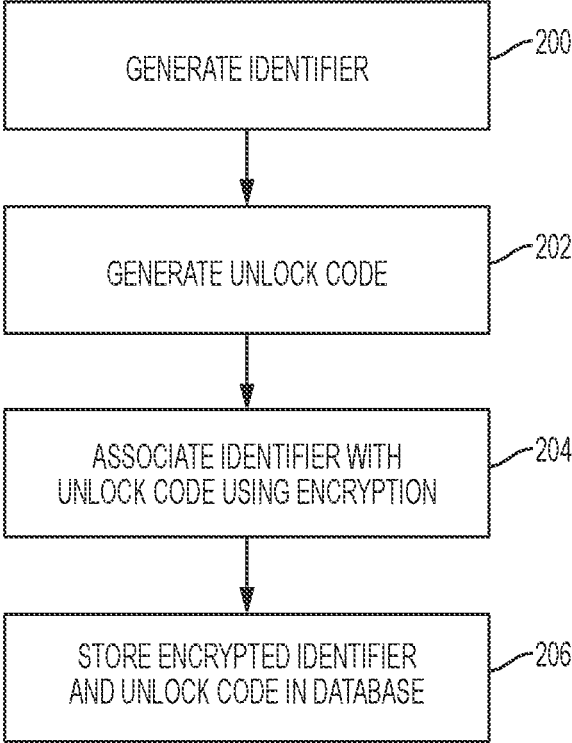 GENERATE IDENTIFIER
200
GENERATE UNLOCK CODE
202
ASSOCIATE IDENTIFIER WITH
UNLOCK CODE USING ENCRYPTION
204
STORE ENCRYPTED IDENTIFIER
AND UNLOCK CODE IN DATABASE
206